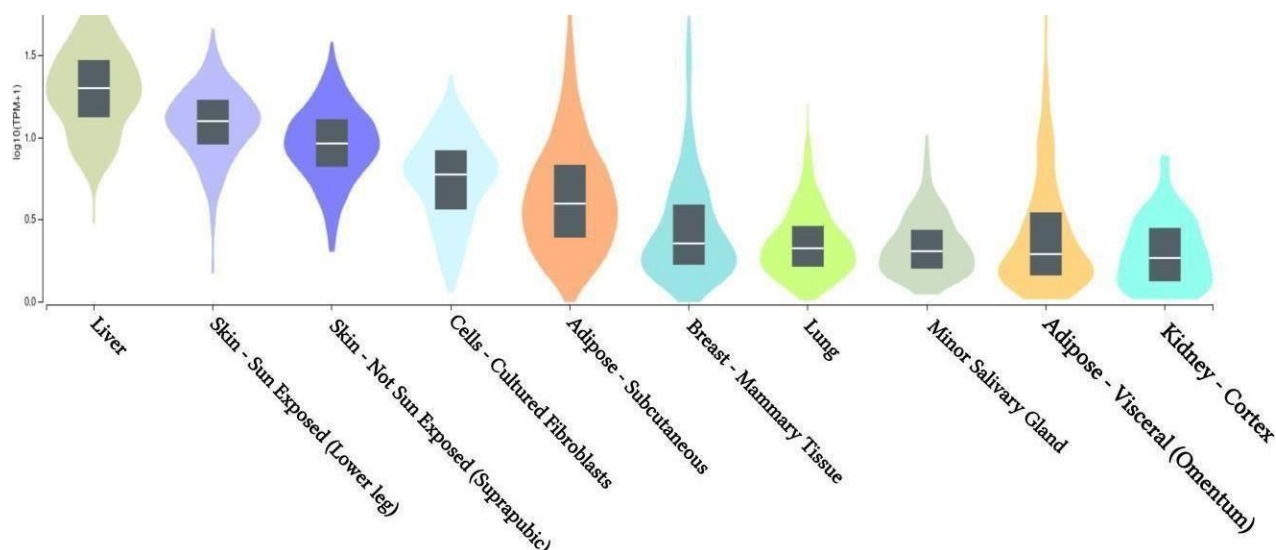 log10(TPM+1)
1.5
1.0
0.5
0.0
Liver
Skin - Sun Exposed (Lower leg)
Skin - Not Sun Exposed (Suprapubic)
Cells - Cultured Fibroblasts
Adipose - Subcutaneous
Breast - Mammary Tissue
Lung
Minor Salivary Gland
Adipose - Visceral (Omentum)
Kidney - Cortex